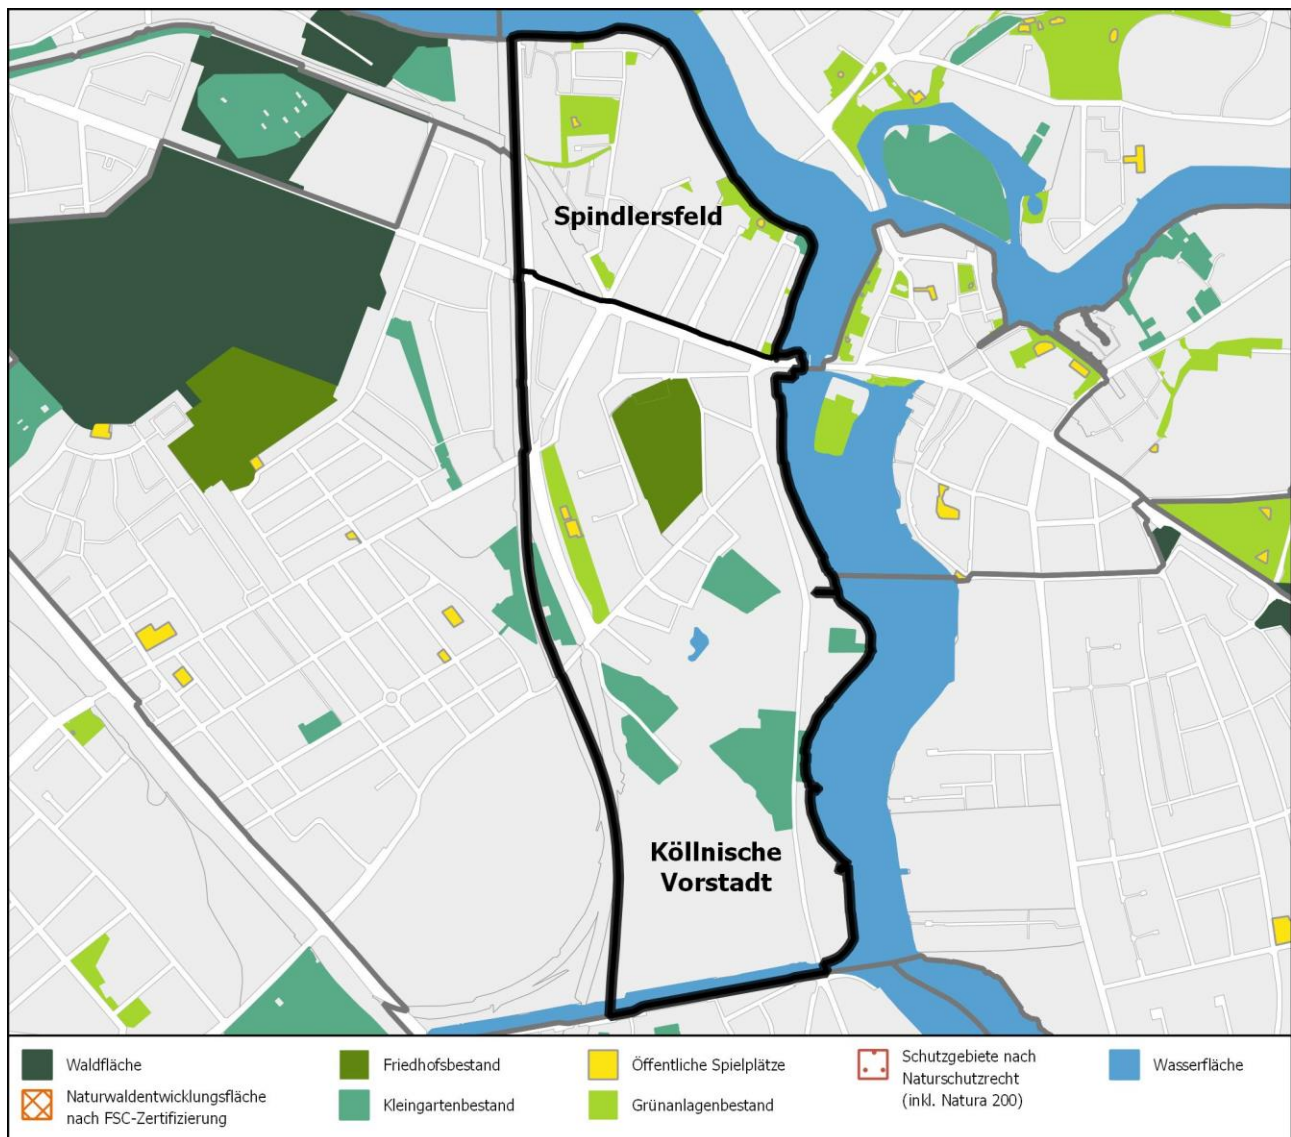 Spindlersfeld
Köllnische
Vorstadt
Waldfläche
Naturwaldentwicklungsfläche
nach FSC-Zertifizierung
Friedhofsbestand
Kleingartenbestand
Öffentliche Spielplätze
Grünanlagenbestand
Schutzgebiete nach
Naturschutzrecht
(inkl. Natura 200)
Wasserfläche